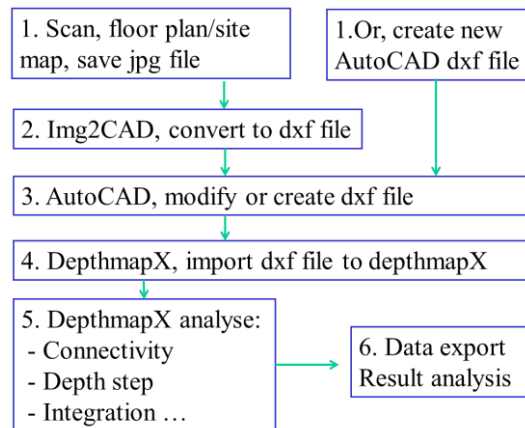 1. Scan, floor plan/site
map, save jpg file
1.Or, create new
AutoCAD dxf file
2. Img2CAD, convert to dxf file
3. AutoCAD, modify or create dxf file
4. DepthmapX, import dxf file to depthmapX
5. DepthmapX analyse:
- Connectivity
- Depth step
- Integration …
6. Data export
Result analysis